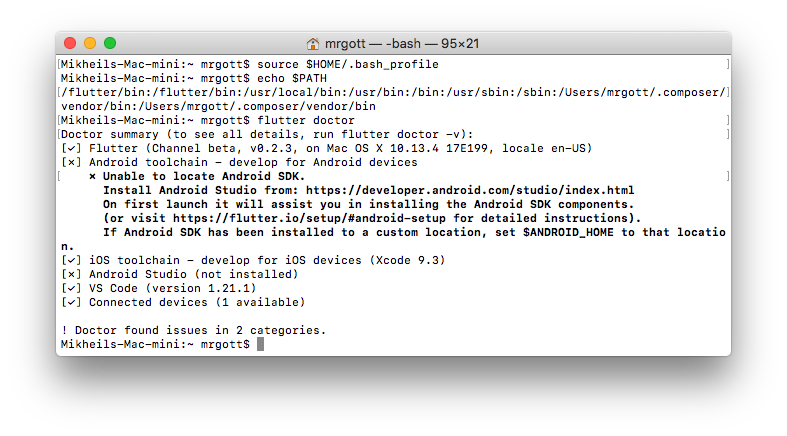 mrgott — -bash — 95×21
[Mikheils-Mac-mini:~ mrgott$ source $HOME/.bash_profile ]
Mikheils-Mac-mini:~ mrgott$ echo $PATH
[/flutter/bin:/flutter/bin:/usr/local/bin:/usr/bin:/bin:/usr/sbin:/sbin:/Users/mrgott/.composer/]
vendor/bin:/Users/mrgott/.composer/vendor/bin
[Mikheils-Mac-mini:~ mrgott$ flutter doctor ]
[Doctor summary (to see all details, run flutter doctor -v): ]
[✓] Flutter (Channel beta, v0.2.3, on Mac OS X 10.13.4 17E199, locale en-US)
[✗] Android toolchain - develop for Android devices
[ ✗ Unable to locate Android SDK. ]
Install Android Studio from: https://developer.android.com/studio/index.html
On first launch it will assist you in installing the Android SDK components.
(or visit https://flutter.io/setup/#android-setup for detailed instructions).
If Android SDK has been installed to a custom location, set $ANDROID_HOME to that locatio
n.
[✓] iOS toolchain - develop for iOS devices (Xcode 9.3)
[✗] Android Studio (not installed)
[✓] VS Code (version 1.21.1)
[✓] Connected devices (1 available)
! Doctor found issues in 2 categories.
Mikheils-Mac-mini:~ mrgott$